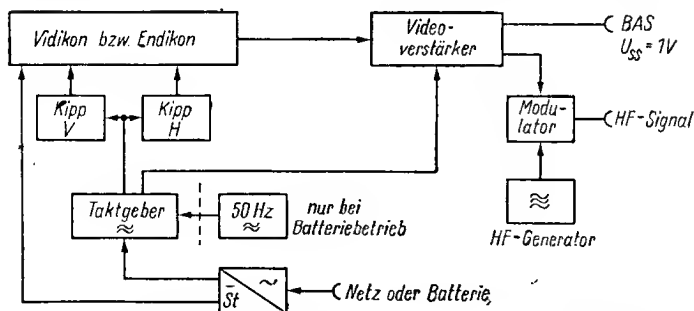 Vidikon bzw. Endikon
Video-
verstärker
BAS
U_SS = 1V
Kipp
V
Kipp
H
Modu-
lator
HF-Signal
Taktgeber
≈
50 Hz
≈
nur bei
Batteriebetrieb
≈
HF-Generator
St
~
Netz oder Batterie,